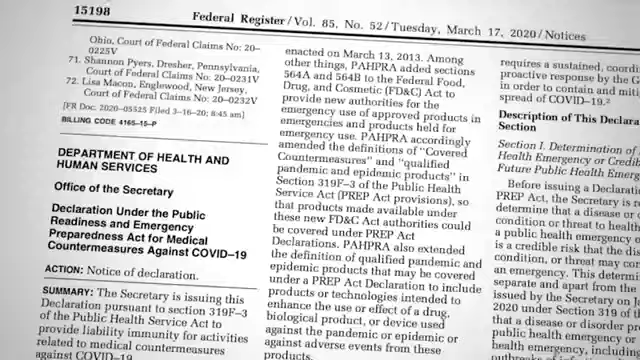 15198
Federal Register / Vol. 85, No. 52 / Tuesday, March 17, 2020 / Notices
Ohio, Court of Federal Claims No: 20–
0225V
71. Shannon Pyers, Dresher, Pennsylvania,
Court of Federal Claims No: 20–0231V
72. Lisa Macon, Englewood, New Jersey,
Court of Federal Claims No: 20–0232V
[FR Doc. 2020–05525 Filed 3–16–20; 8:45 am]
BILLING CODE 4165–15–P
DEPARTMENT OF HEALTH AND
HUMAN SERVICES
Office of the Secretary
Declaration Under the Public
Readiness and Emergency
Preparedness Act for Medical
Countermeasures Against COVID–19
ACTION: Notice of declaration.
SUMMARY: The Secretary is issuing this
Declaration pursuant to section 319F–3
of the Public Health Service Act to
provide liability immunity for activities
related to medical countermeasures
against COVID–19
enacted on March 13, 2013. Among
other things, PAHPRA added sections
564A and 564B to the Federal Food,
Drug, and Cosmetic (FD&C) Act to
provide new authorities for the
emergency use of approved products in
emergencies and products held for
emergency use. PAHPRA accordingly
amended the definitions of "Covered
Countermeasures" and "qualified
pandemic and epidemic products" in
Section 319F–3 of the Public Health
Service Act (PREP Act provisions), so
that products made available under
these new FD&C Act authorities could
be covered under PREP Act
Declarations. PAHPRA also extended
the definition of qualified pandemic and
epidemic products that may be covered
under a PREP Act Declaration to include
products or technologies intended to
enhance the use or effect of a drug,
biological product, or device used
against the pandemic or epidemic or
against adverse events from these
products.
requires a sustained, coordi
proactive response by the G
in order to contain and miti
spread of COVID–19.²
Description of This Declara
Section
Section I. Determination of
Health Emergency or Credib
Future Public Health Emerg
Before issuing a Declarati
PREP Act, the Secretary is re
determine that a disease or o
condition or threat to health
a public health emergency o
is a credible risk that the dis
condition, or threat may con
an emergency. This determin
separate and apart from the
issued by the Secretary on J
2020 under Section 319 of th
that a disease or disorder pr
public health emergency or
health emergency, includin
outbreaks of